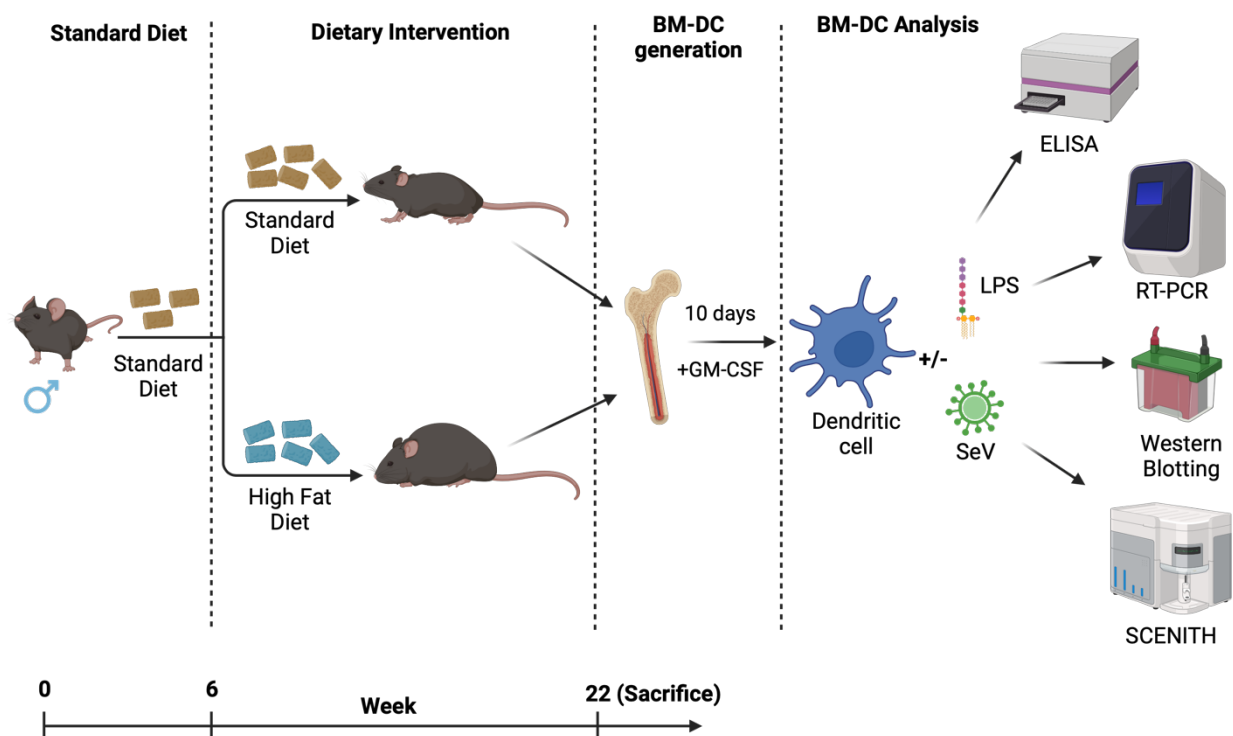 Standard Diet
Dietary Intervention
BM-DC
generation
BM-DC Analysis
ELISA
Standard
Diet
RT-PCR
LPS
10 days
+GM-CSF
+/-
Standard
Diet
Dendritic
cell
SeV
Western
Blotting
High Fat
Diet
SCENITH
0
6
Week
22 (Sacrifice)